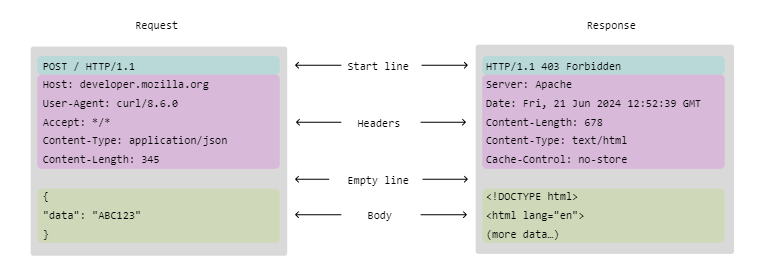 Request
POST / HTTP/1.1
Host: developer.mozilla.org
User-Agent: curl/8.6.0
Accept: */*
Content-Type: application/json
Content-Length: 345
{
"data": "ABC123"
}
Start line
Headers
Empty line
Body
Response
HTTP/1.1 403 Forbidden
Server: Apache
Date: Fri, 21 Jun 2024 12:52:39 GMT
Content-Length: 678
Content-Type: text/html
Cache-Control: no-store
<!DOCTYPE html>
<html lang="en">
(more data…)